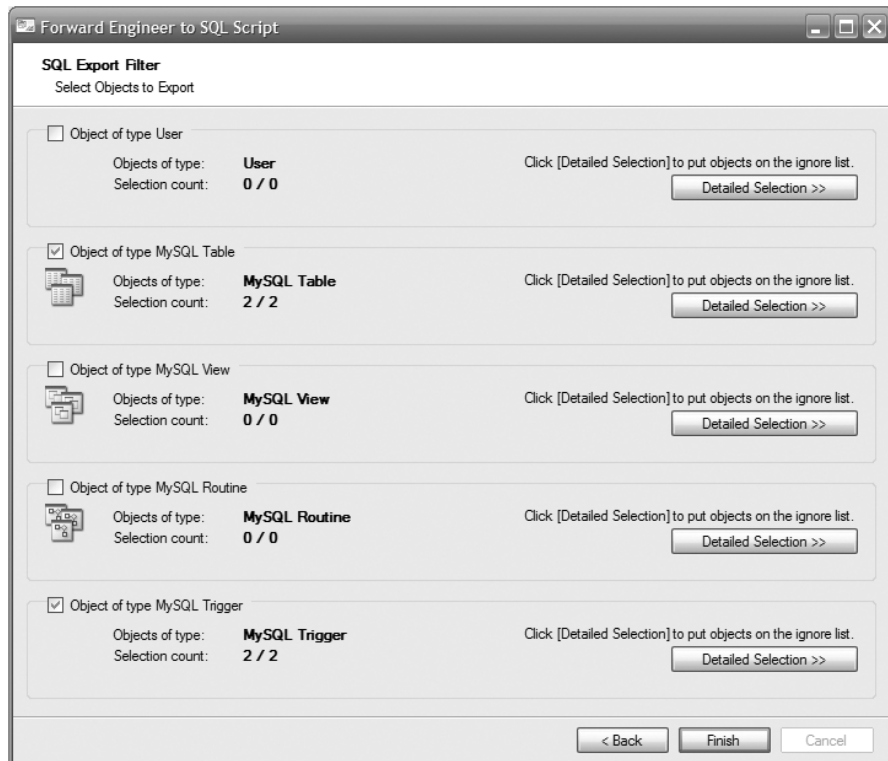 Forward Engineer to SQL Script
SQL Export Filter
Select Objects to Export
Object of type User
Objects of type: User
Click [Detailed Selection] to put objects on the ignore list.
Selection count: 0 / 0
Detailed Selection >>
Object of type MySQL Table
Objects of type: MySQL Table
Click [Detailed Selection] to put objects on the ignore list.
Selection count: 2 / 2
Detailed Selection >>
Object of type MySQL View
Objects of type: MySQL View
Click [Detailed Selection] to put objects on the ignore list.
Selection count: 0 / 0
Detailed Selection >>
Object of type MySQL Routine
Objects of type: MySQL Routine
Click [Detailed Selection] to put objects on the ignore list.
Selection count: 0 / 0
Detailed Selection >>
Object of type MySQL Trigger
Objects of type: MySQL Trigger
Click [Detailed Selection] to put objects on the ignore list.
Selection count: 2 / 2
Detailed Selection >>
< Back Finish Cancel